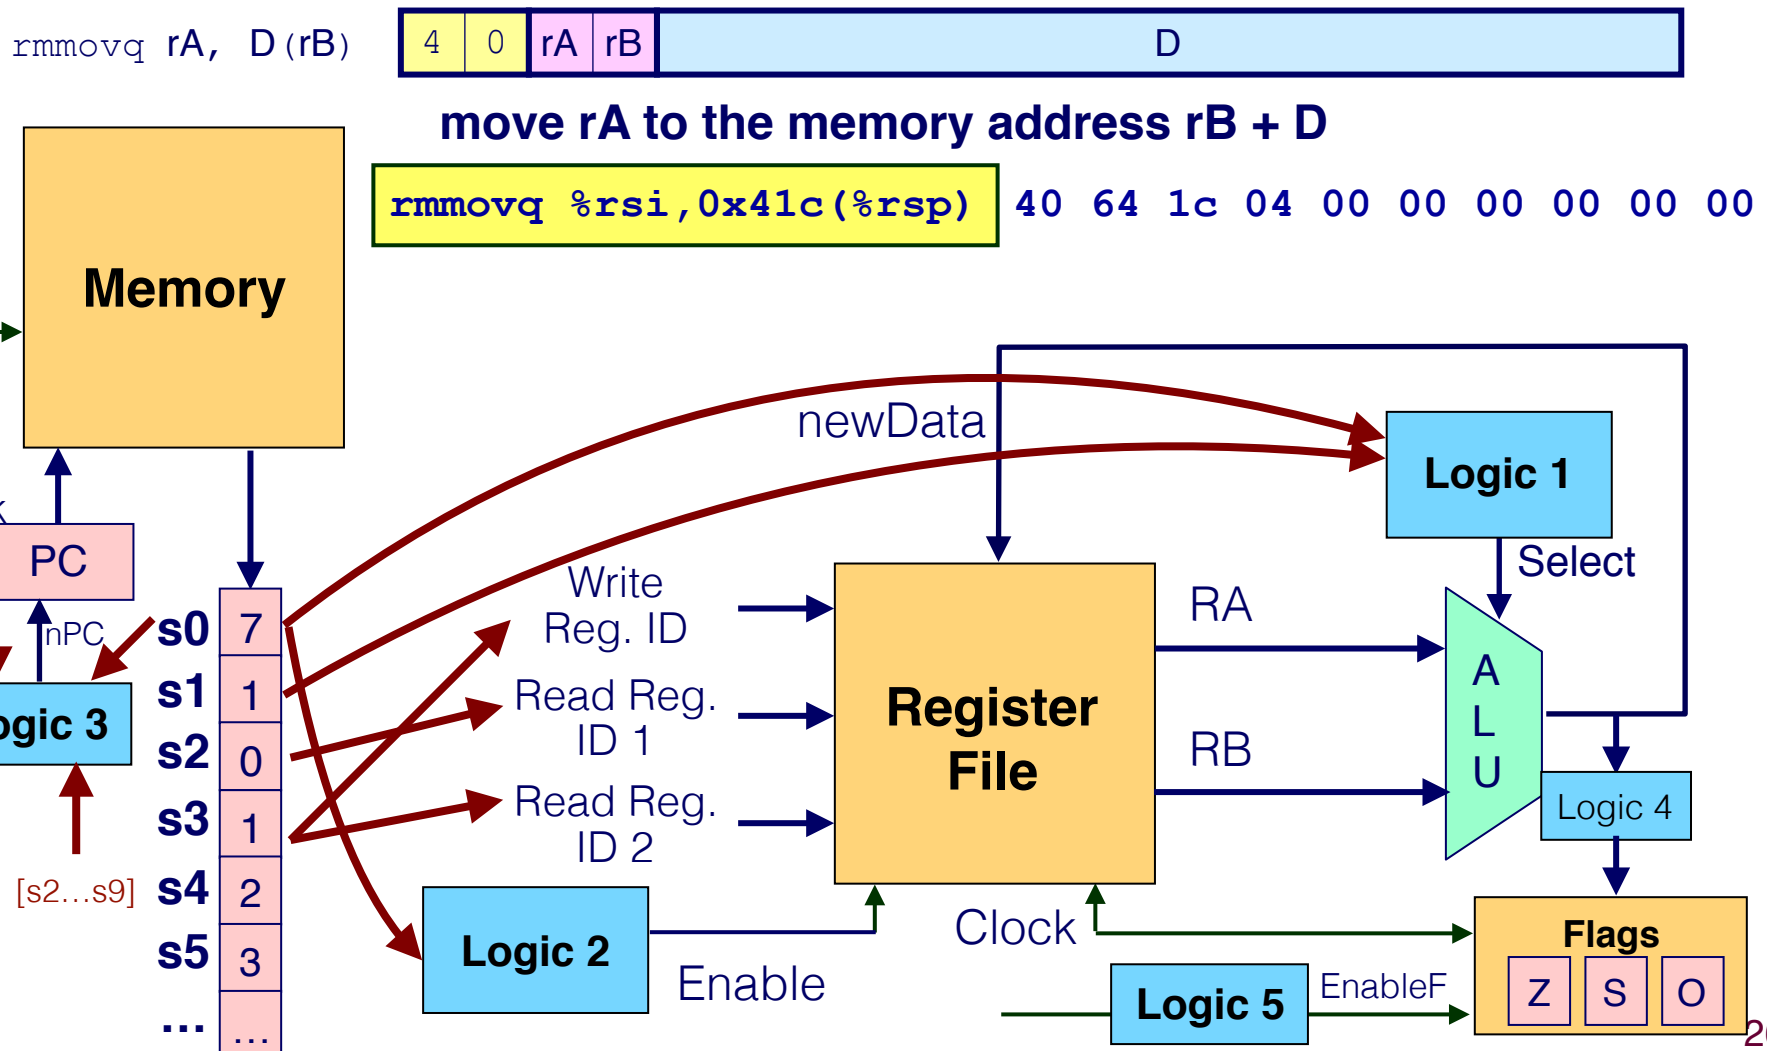 rmmovq rA, D(rB) 4 0 rA rB D
move rA to the memory address rB + D
rmmovq %rsi,0x41c(%rsp) 40 64 1c 04 00 00 00 00 00 00
Memory
newData
Logic 1
PC
Select
nPC
Write
Reg. ID
RA
s0 7
s1 1
s2 0
s3 1
s4 2
s5 3
... ...
Read Reg.
ID 1
Read Reg.
ID 2
Register
File
RB
A
L
U
ogic 3
[s2...s9]
Logic 4
Logic 2
Enable
Clock
Flags
Z S O
Logic 5
EnableF